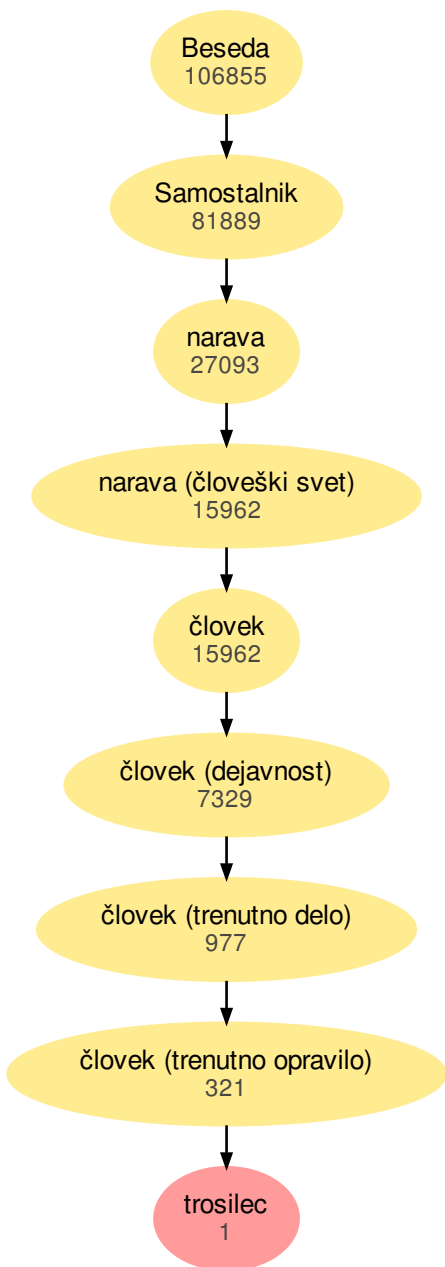 Beseda
106855
Samostalnik
81889
narava
27093
narava (človeški svet)
15962
človek
15962
človek (dejavnost)
7329
človek (trenutno delo)
977
človek (trenutno opravilo)
321
trosilec
1